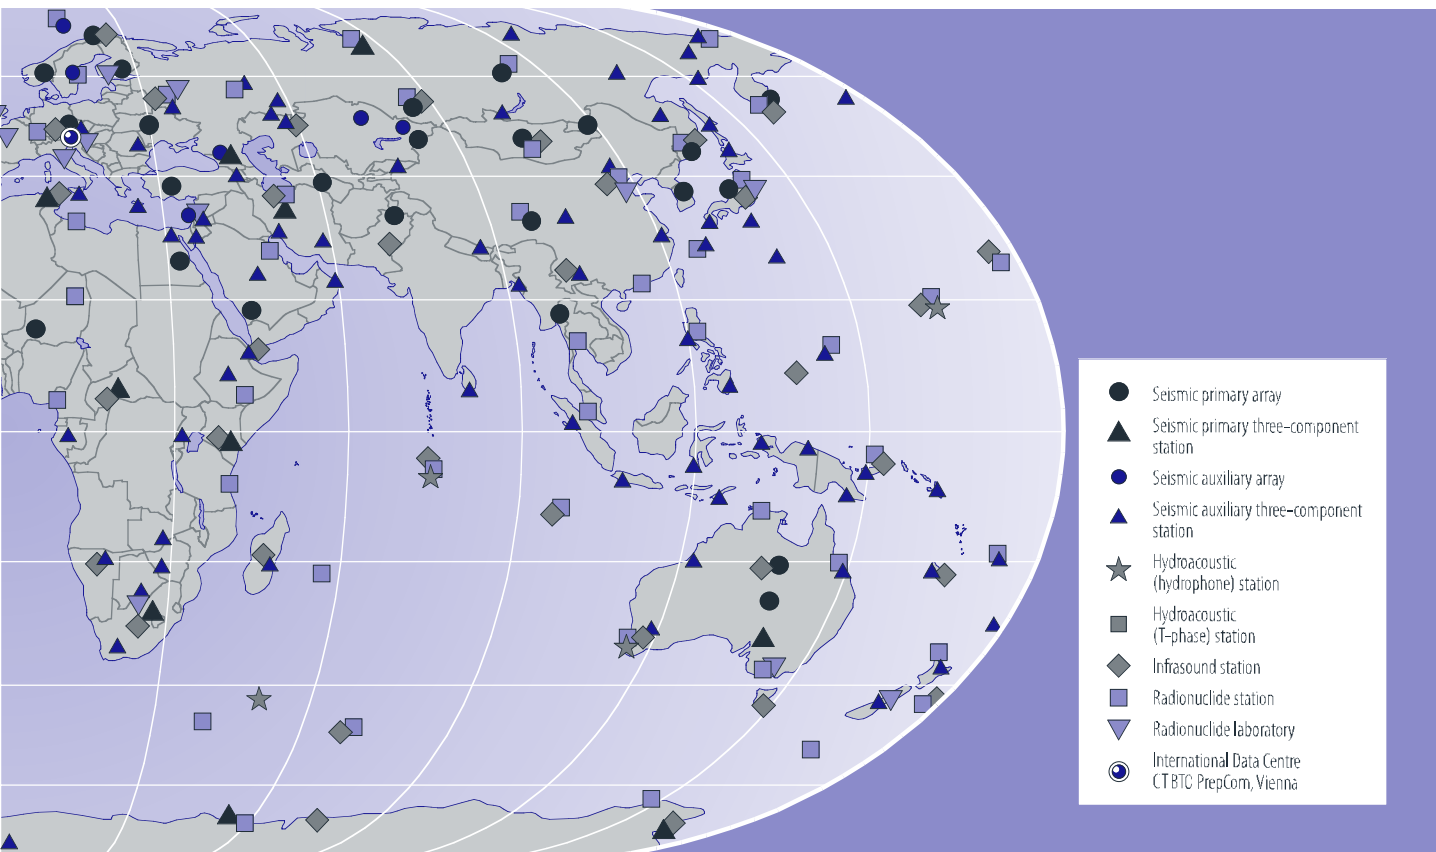 Seismic primary array
Seismic primary three-component
station
Seismic auxiliary array
Seismic auxiliary three-component
station
Hydroacoustic
(hydrophone) station
Hydroacoustic
(T-phase) station
Infrasound station
Radionuclide station
Radionuclide laboratory
International Data Centre
CTBTO PrepCom, Vienna